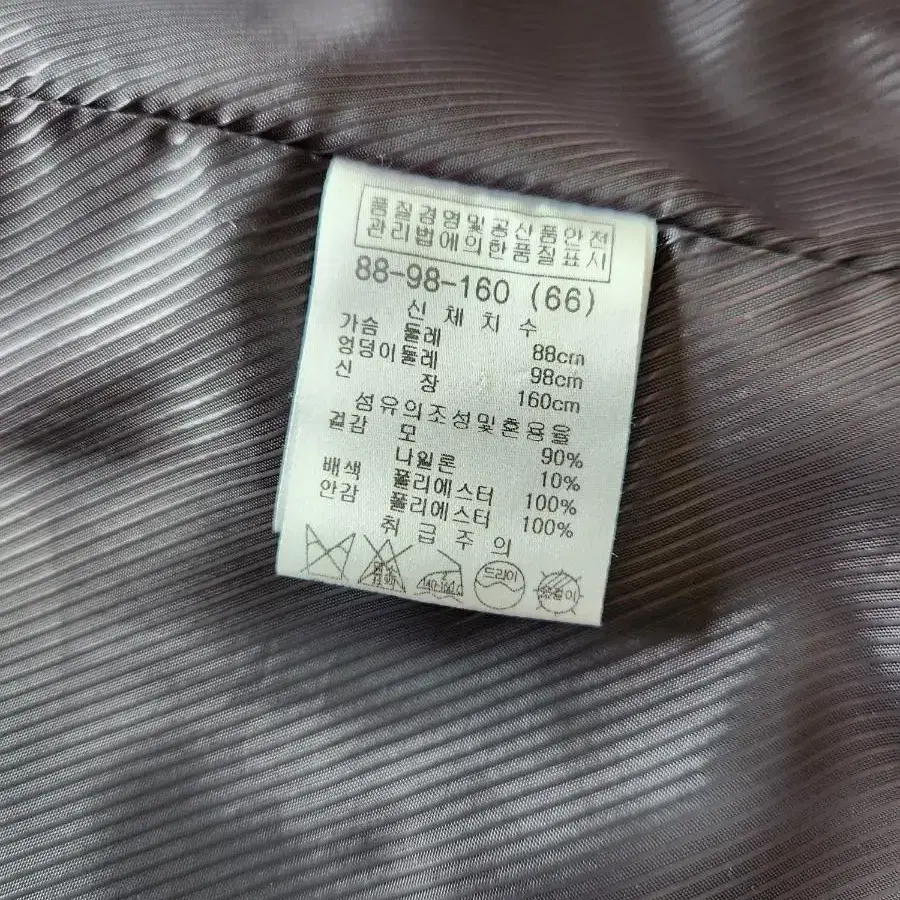 품질경영및공산품안전
관리법에의한품질표시
88-98-160 (66)
신체치수
가슴둘레 88cm
엉덩이둘레 98cm
신장 160cm
섬유의조성및혼용율
겉감 모 90%
나일론 10%
배색 폴리에스터 100%
안감 폴리에스터 100%
취급주의
드라이